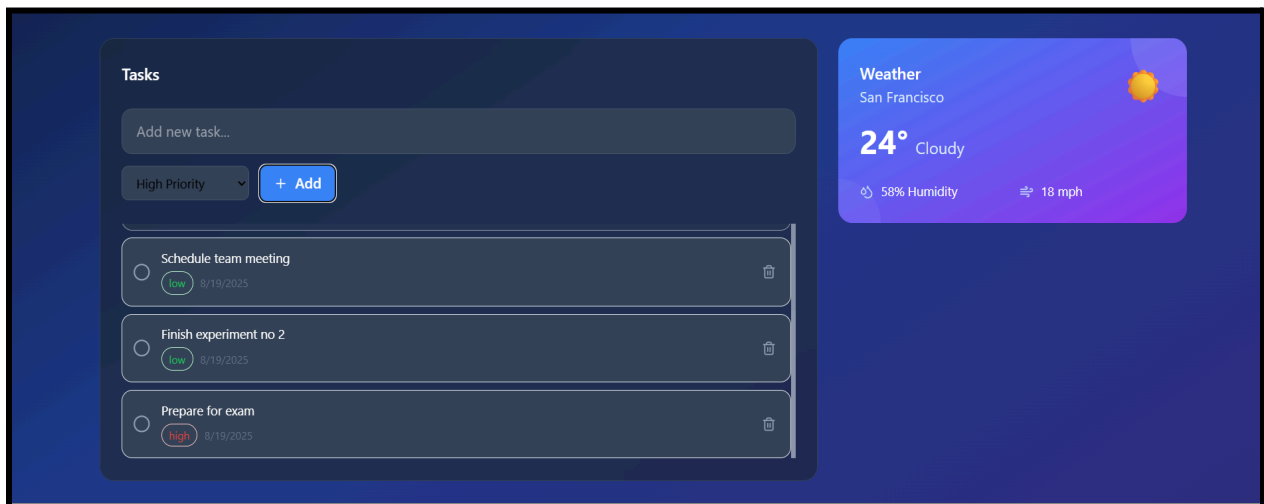 Tasks
Add new task...
High Priority
+ Add
Schedule team meeting
low 8/19/2025
Finish experiment no 2
low 8/19/2025
Prepare for exam
high 8/19/2025
Weather
San Francisco
24° Cloudy
58% Humidity 18 mph